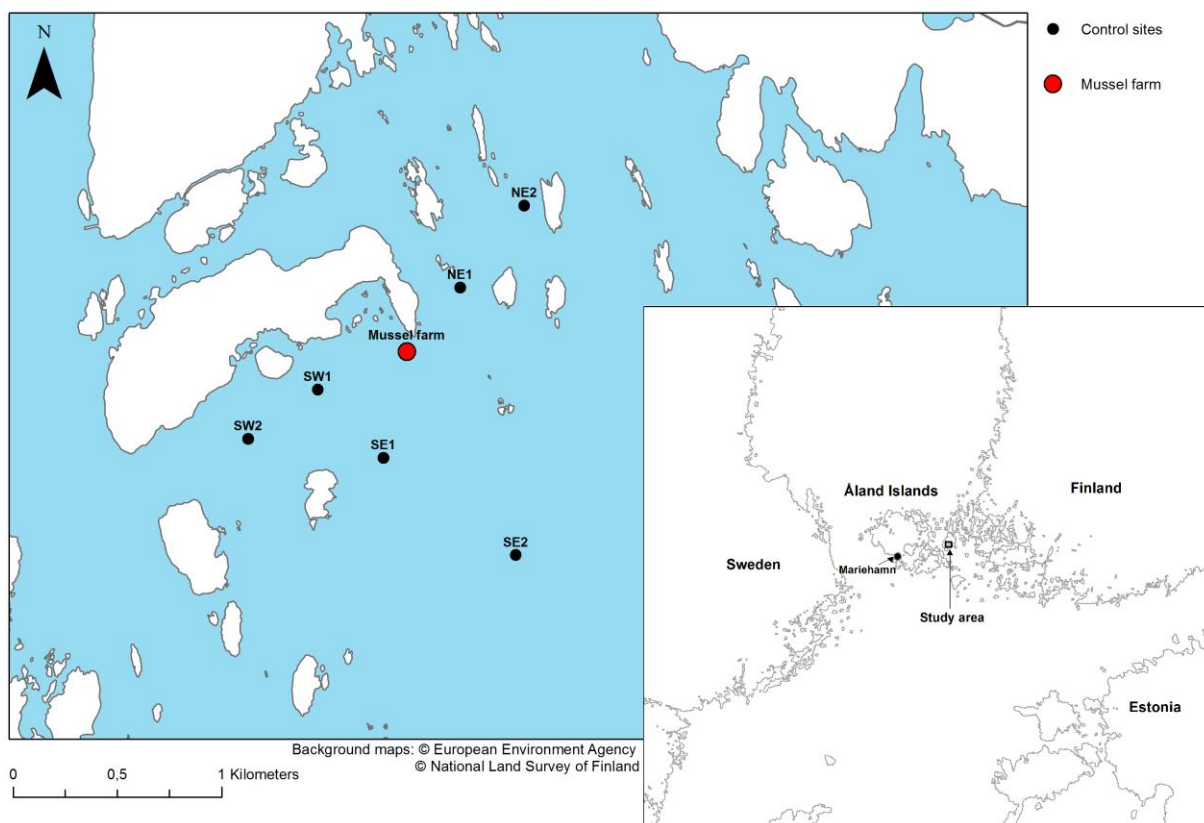 N
Control sites
Mussel farm
NE2
NE1
Mussel farm
SW1
SW2
SE1
SE2
Åland Islands
Finland
Sweden
Mariehamn
Study area
Estonia
Background maps: © European Environment Agency
© National Land Survey of Finland
0 0,5 1 Kilometers